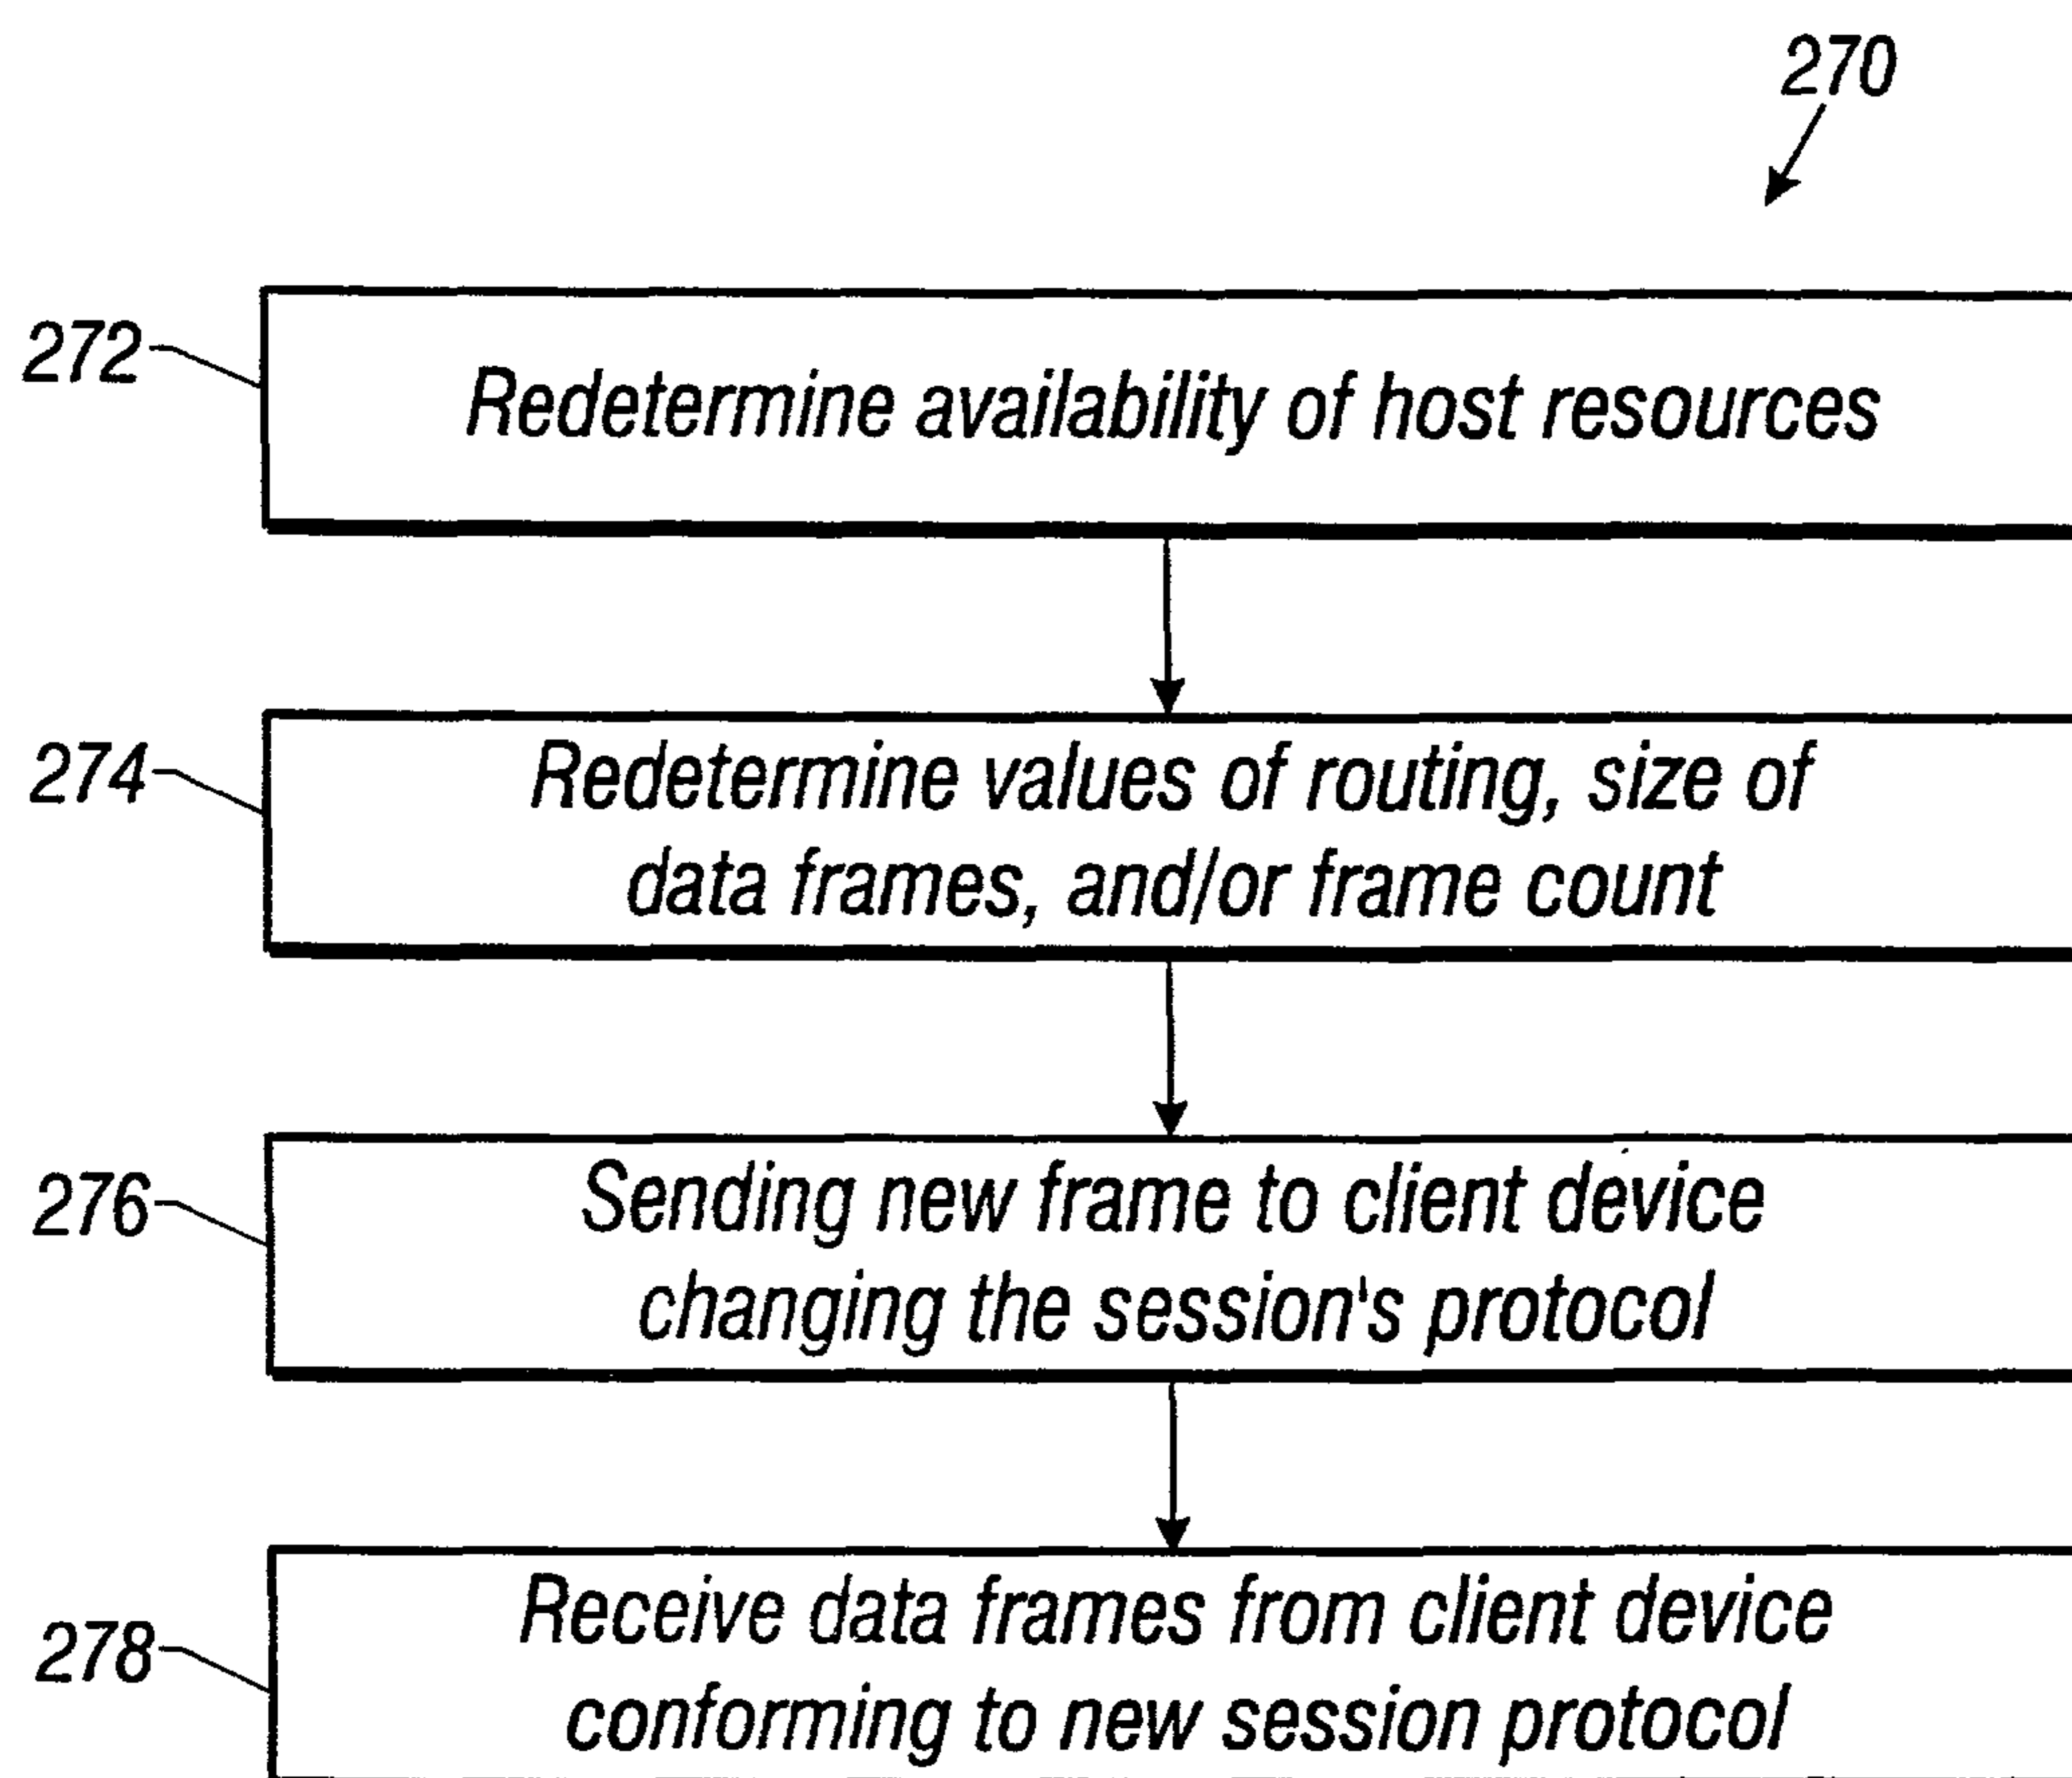 270
272
Redetermine availability of host resources
274
Redetermine values of routing, size of
data frames, and/or frame count
276
Sending new frame to client device
changing the session's protocol
278
Receive data frames from client device
conforming to new session protocol